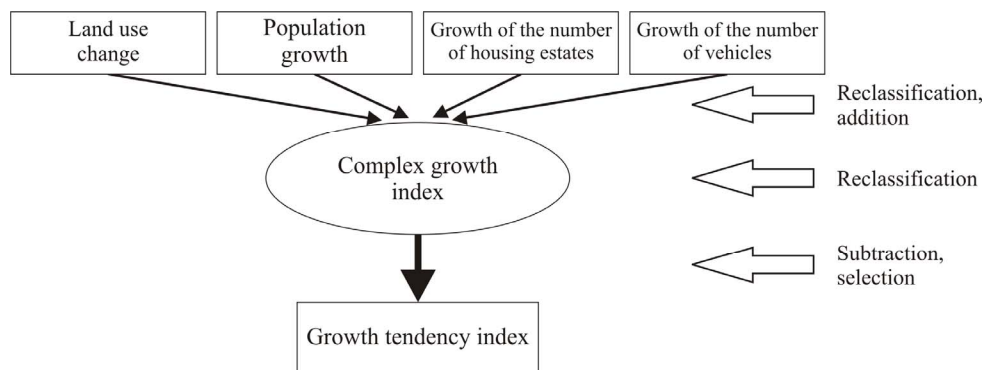 Land use
change
Population
growth
Growth of the number
of housing estates
Growth of the number
of vehicles
Reclassification,
addition
Complex growth
index
Reclassification
Subtraction,
selection
Growth tendency index